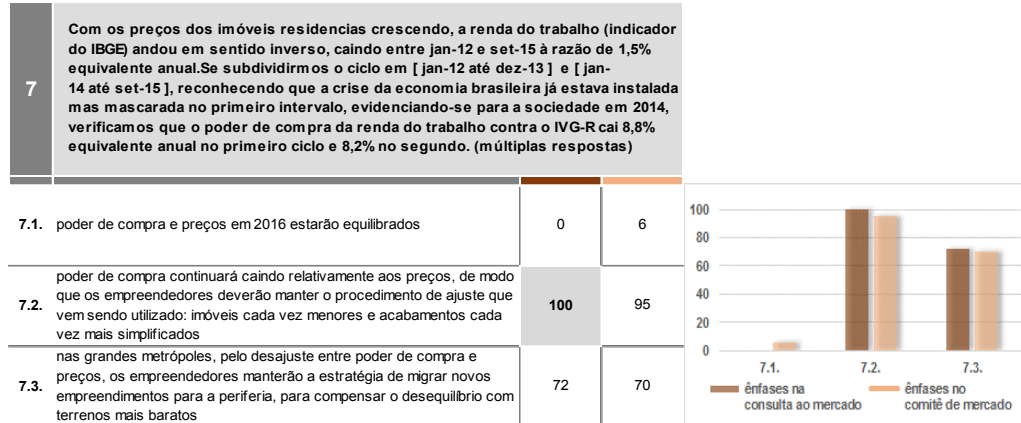 Com os preços dos imóveis residencias crescendo, a renda do trabalho (indicador
do IBGE) andou em sentido inverso, caindo entre jan-12 e set-15 à razão de 1,5%
equivalente anual.Se subdividirmos o ciclo em [ jan-12 até dez-13 ] e [ jan-
7 14 até set-15 ], reconhecendo que a crise da economia brasileira já estava instalada
mas mascarada no primeiro intervalo, evidenciando-se para a sociedade em 2014,
verificamos que o poder de compra da renda do trabalho contra o IVG-R cai 8,8%
equivalente anual no primeiro ciclo e 8,2% no segundo. (múltiplas respostas)
7.1. poder de compra e preços em 2016 estarão equilibrados 0 6
poder de compra continuará caindo relativamente aos preços, de modo
que os empreendedores deverão manter o procedimento de ajuste que
7.2. vem sendo utilizado: imóveis cada vez menores e acabamentos cada 100 95
vez mais simplificados
nas grandes metrópoles, pelo desajuste entre poder de compra e
7.3. preços, os empreendedores manterão a estratégia de migrar novos 72 70
empreendimentos para a periferia, para compensar o desequilíbrio com
terrenos mais baratos
100
80
60
40
20
0
7.1. 7.2. 7.3.
ênfases na ênfases no
consulta ao mercado comitê de mercado